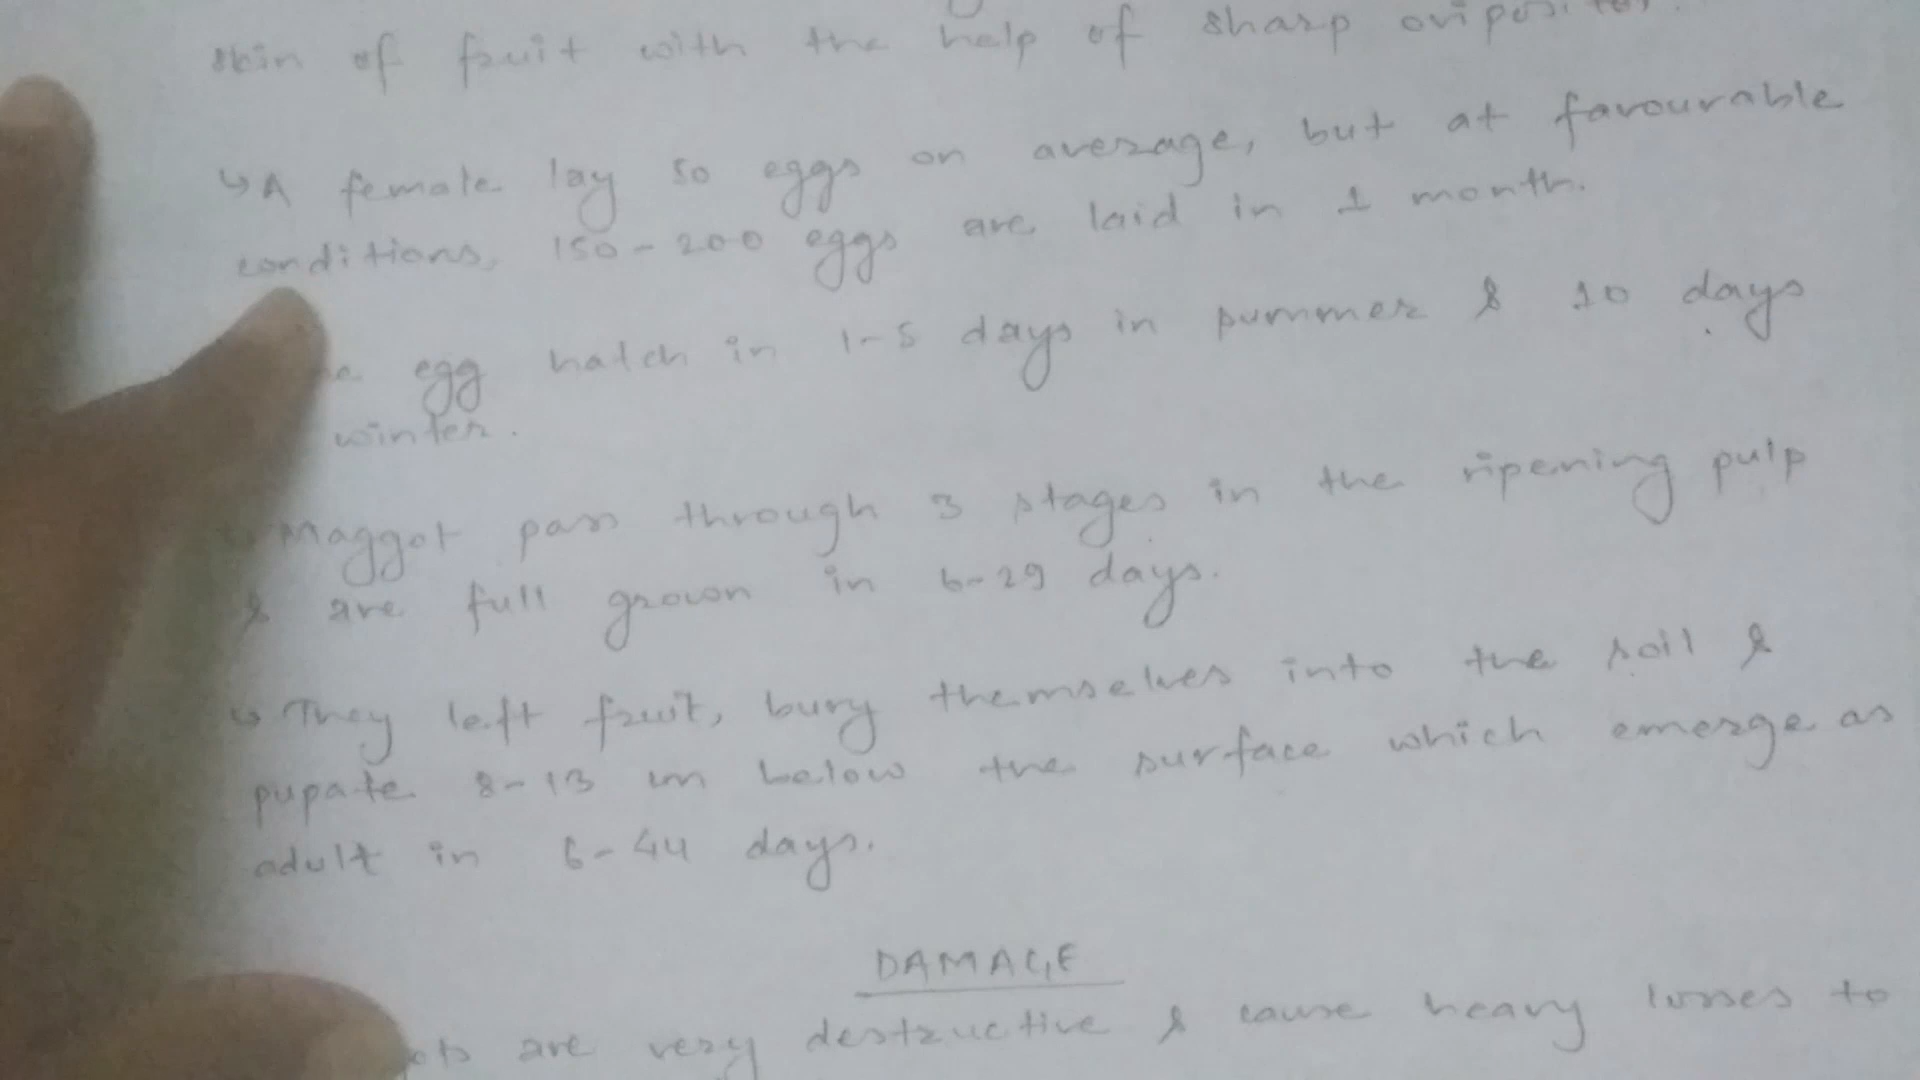 skin of fruit with the help of sharp ovipositor.
↳ A female lay 50 eggs on average, but at favourable
conditions, 150-200 eggs are laid in 1 month.
egg hatch in 1-5 days in summer & 10 days
winter.
↳ Maggot pass through 3 stages in the ripening pulp
& are full grown in 6-29 days.
↳ They left fruit, bury themselves into the soil &
pupate 8-13 cm below the surface which emerge as
adult in 6-44 days.
DAMAGE
are very destructive & cause heavy losses to